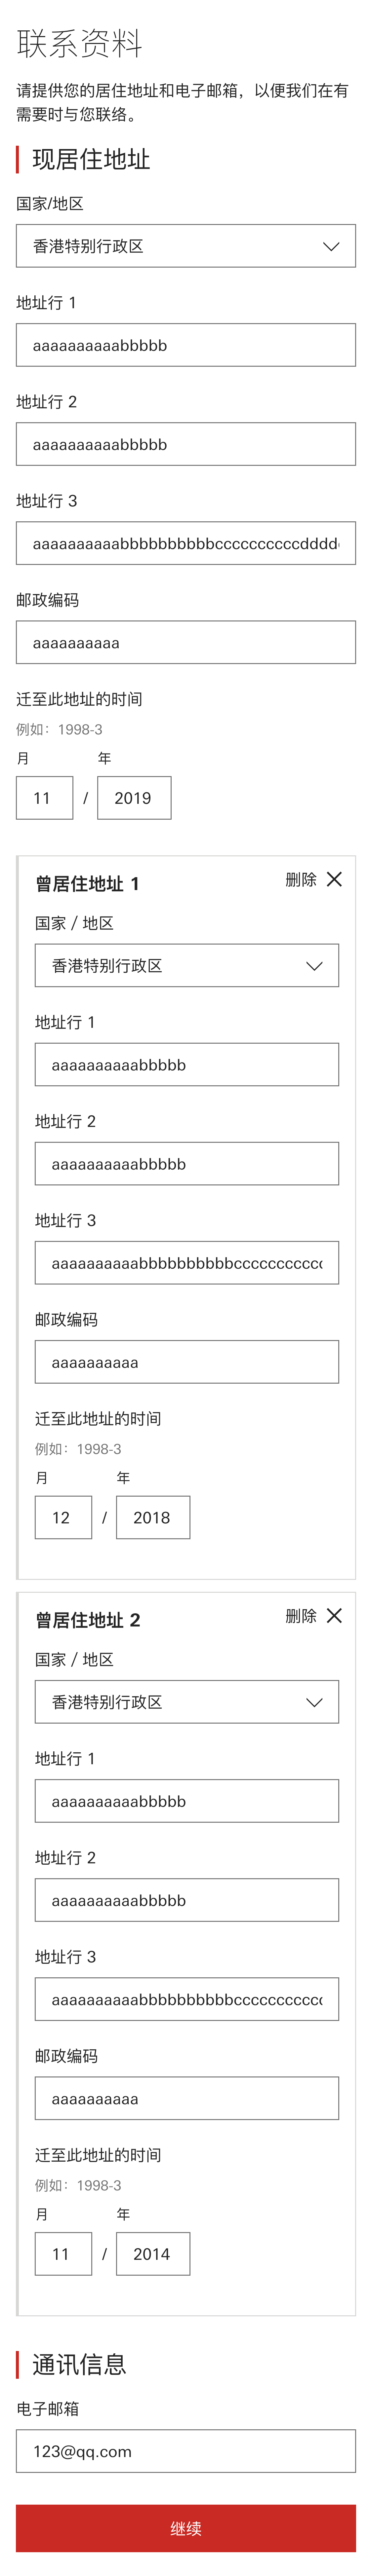 联系资料
请提供您的居住地址和电子邮箱，以便我们在有
需要时与您联络。
现居住地址
国家/地区
香港特别行政区
地址行 1
aaaaaaaaaabbbbb
地址行 2
aaaaaaaaaabbbbb
地址行 3
aaaaaaaaaabbbbbbbbbbccccccccccdddd
邮政编码
aaaaaaaaaa
迁至此地址的时间
例如：1998-3
月 年
11 / 2019
曾居住地址 1 删除
国家 / 地区
香港特别行政区
地址行 1
aaaaaaaaaabbbbb
地址行 2
aaaaaaaaaabbbbb
地址行 3
aaaaaaaaaabbbbbbbbbbcccccccccc
邮政编码
aaaaaaaaaa
迁至此地址的时间
例如：1998-3
月 年
12 / 2018
曾居住地址 2 删除
国家 / 地区
香港特别行政区
地址行 1
aaaaaaaaaabbbbb
地址行 2
aaaaaaaaaabbbbb
地址行 3
aaaaaaaaaabbbbbbbbbbcccccccccc
邮政编码
aaaaaaaaaa
迁至此地址的时间
例如：1998-3
月 年
11 / 2014
通讯信息
电子邮箱
123@qq.com
继续